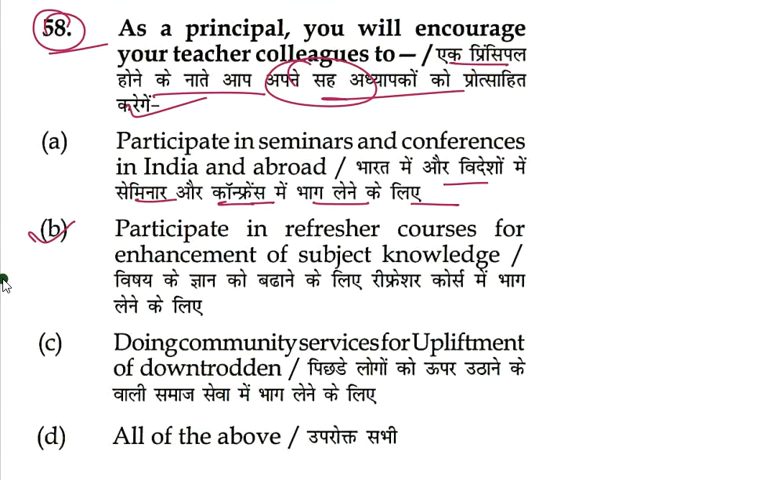 58. As a principal, you will encourage
your teacher colleagues to — / एक प्रिंसिपल
होने के नाते आप अपने सह अध्यापकों को प्रोत्साहित
करेगें-
(a) Participate in seminars and conferences
in India and abroad / भारत में और विदेशों में
सेमिनार और कॉन्फ्रेंस में भाग लेने के लिए
(b) Participate in refresher courses for
enhancement of subject knowledge /
विषय के ज्ञान को बढाने के लिए रीफ्रेशर कोर्स में भाग
लेने के लिए
(c) Doing community services for Upliftment
of downtrodden / पिछडे लोगों को ऊपर उठाने के
वाली समाज सेवा में भाग लेने के लिए
(d) All of the above / उपरोक्त सभी